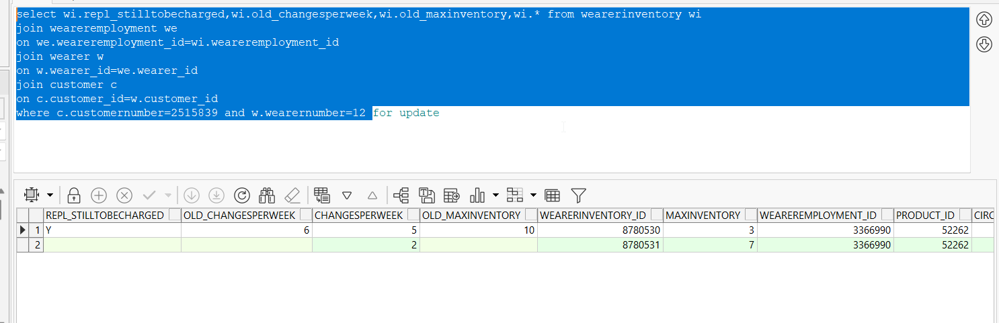 select wi.repl_stilltobecharged,wi.old_changesperweek,wi.old_maxinventory,wi.* from wearerinventory wi
join weareremployment we
on we.weareremployment_id=wi.weareremployment_id
join wearer w
on w.wearer_id=we.wearer_id
join customer c
on c.customer_id=w.customer_id
where c.customernumber=2515839 and w.wearernumber=12 for update
REPL_STILLTOBECHARGED OLD_CHANGESPERWEEK CHANGESPERWEEK OLD_MAXINVENTORY WEARERINVENTORY_ID MAXINVENTORY WEAREREMPLOYMENT_ID PRODUCT_ID CIRC
1 Y 6 5 10 8780530 3 3366990 52262
2 2 8780531 7 3366990 52262